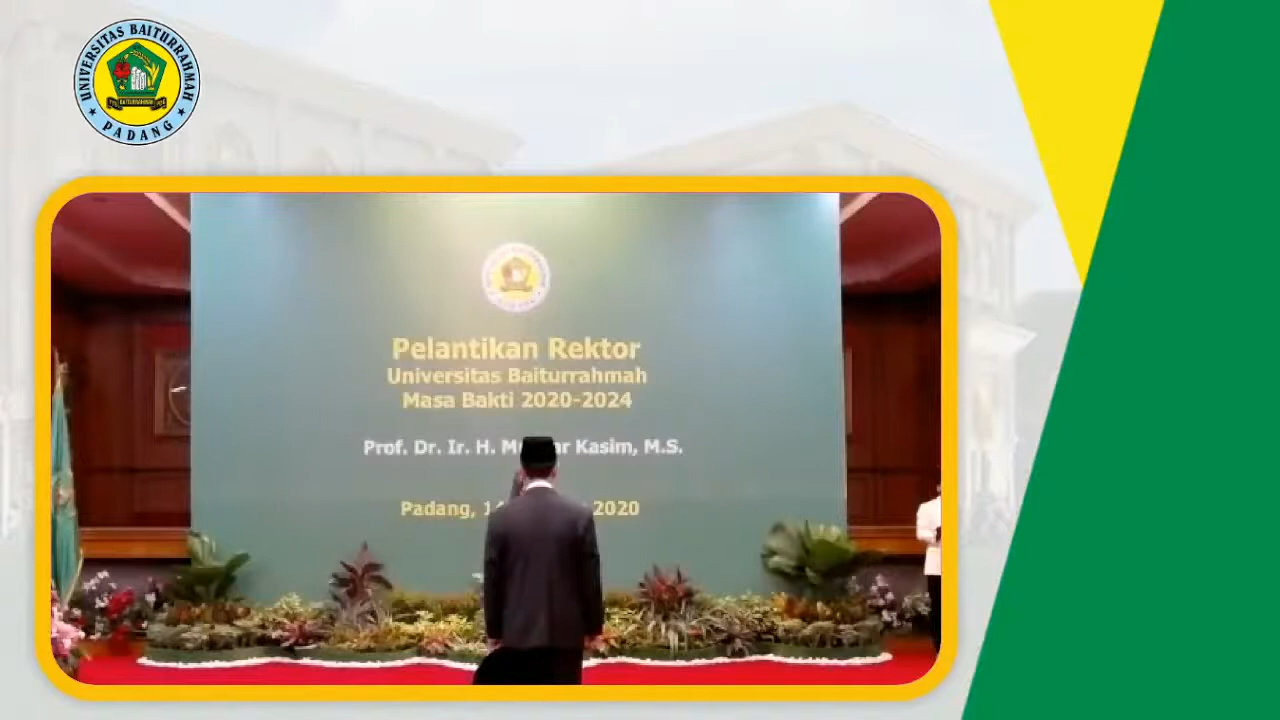 UNIVERSITAS BAITURRAHMAH
PADANG
Pelantikan Rektor
Universitas Baiturrahmah
Masa Bakti 2020-2024
Prof. Dr. Ir. H. Kasim, M.S.
Padang, 2020